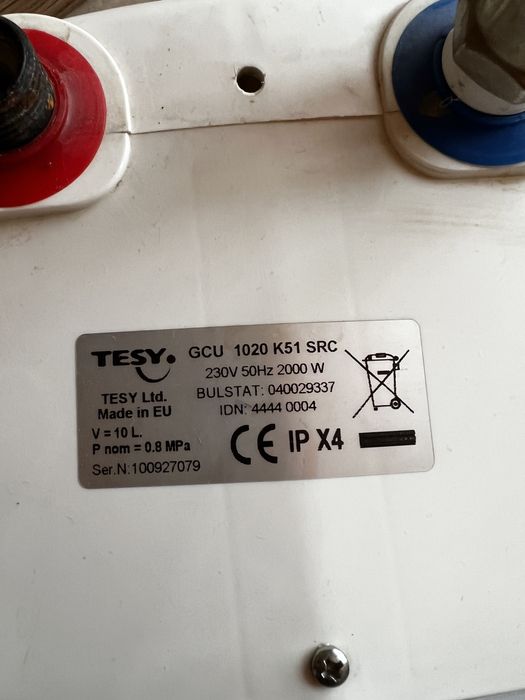 TESY
GCU 1020 K51 SRC
230V 50Hz 2000 W
BULSTAT: 040029337
IDN: 4444 0004
TESY Ltd.
Made in EU
V = 10 L.
P nom = 0.8 MPa
Ser.N:100927079
CE IP X4